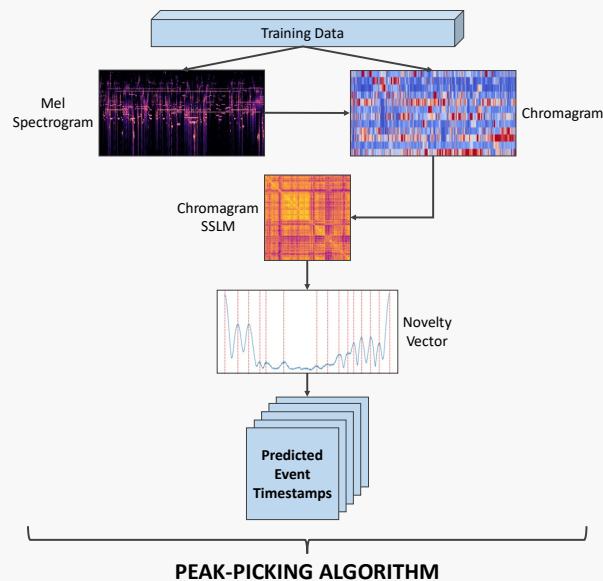 Training Data
Mel
Spectrogram
Chromagram
Chromagram
SSLM
Novelty
Vector
Predicted
Event
Timestamps
PEAK-PICKING ALGORITHM